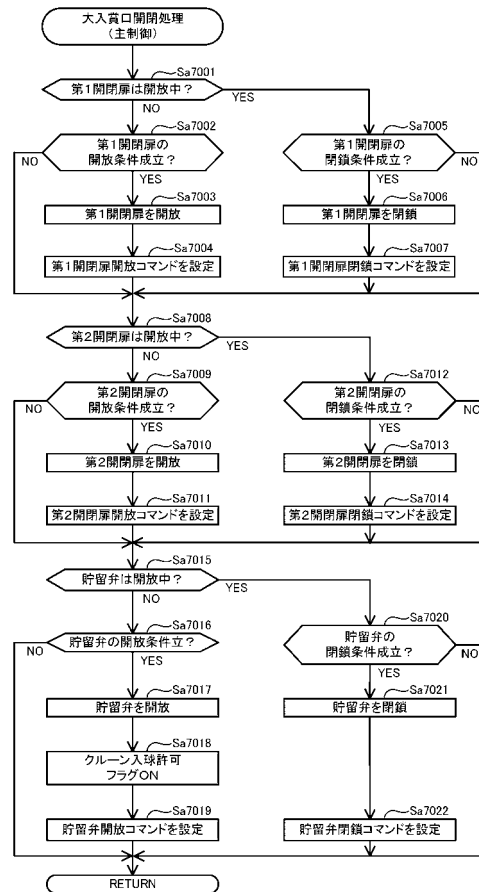 大入賞口開閉処理
(主制御)
Sa7001
第1開閉扉は開放中?
NO
YES
Sa7002
第1開閉扉の
開放条件成立?
NO
YES
Sa7005
第1開閉扉の
閉鎖条件成立?
NO
YES
Sa7003
第1開閉扉を開放
Sa7006
第1開閉扉を閉鎖
Sa7004
第1開閉扉開放コマンドを設定
Sa7007
第1開閉扉閉鎖コマンドを設定
Sa7008
第2開閉扉は開放中?
NO
YES
Sa7009
第2開閉扉の
開放条件成立?
NO
YES
Sa7012
第2開閉扉の
閉鎖条件成立?
NO
YES
Sa7010
第2開閉扉を開放
Sa7013
第2開閉扉を閉鎖
Sa7011
第2開閉扉開放コマンドを設定
Sa7014
第2開閉扉閉鎖コマンドを設定
Sa7015
貯留弁は開放中?
NO
YES
Sa7016
貯留弁の開放条件立?
NO
YES
Sa7020
貯留弁の
閉鎖条件成立?
NO
YES
Sa7017
貯留弁を開放
Sa7021
貯留弁を閉鎖
Sa7018
クルーン入球許可
フラグON
Sa7019
貯留弁開放コマンドを設定
Sa7022
貯留弁閉鎖コマンドを設定
RETURN